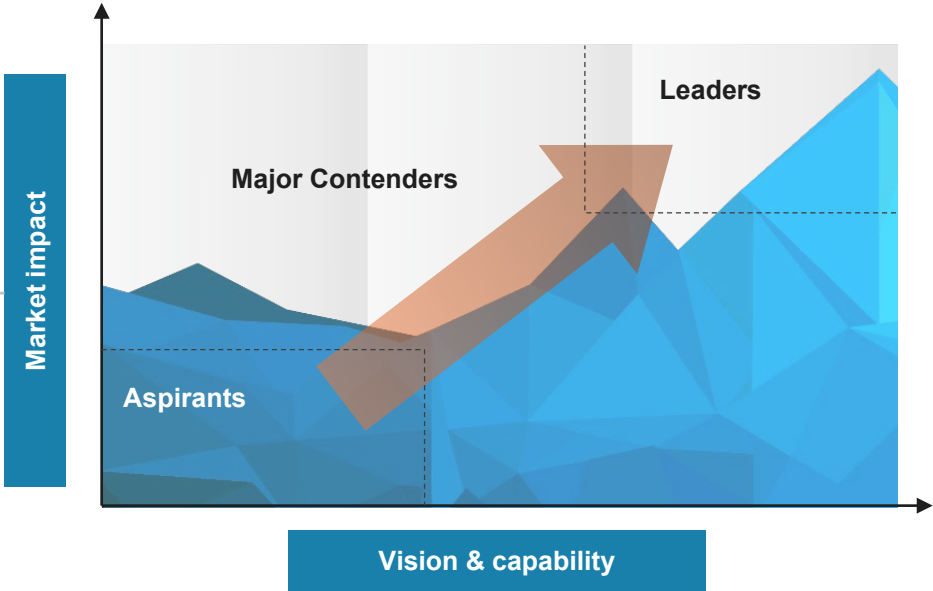 Leaders
Major Contenders
Market impact
Aspirants
Vision & capability